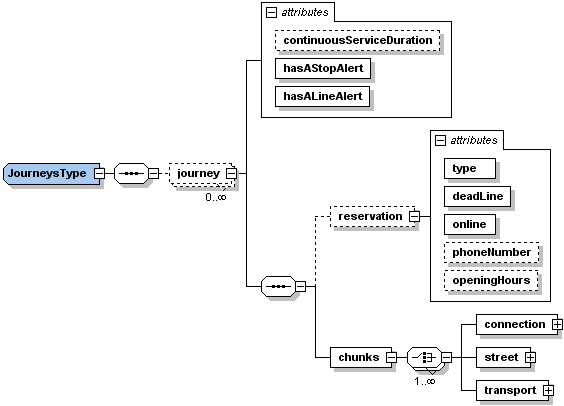 attributes
continuousServiceDuration
hasAStopAlert
hasALineAlert
JourneysType
journey
0..∞
attributes
type
deadLine
online
phoneNumber
openingHours
reservation
chunks
1..∞
connection
street
transport